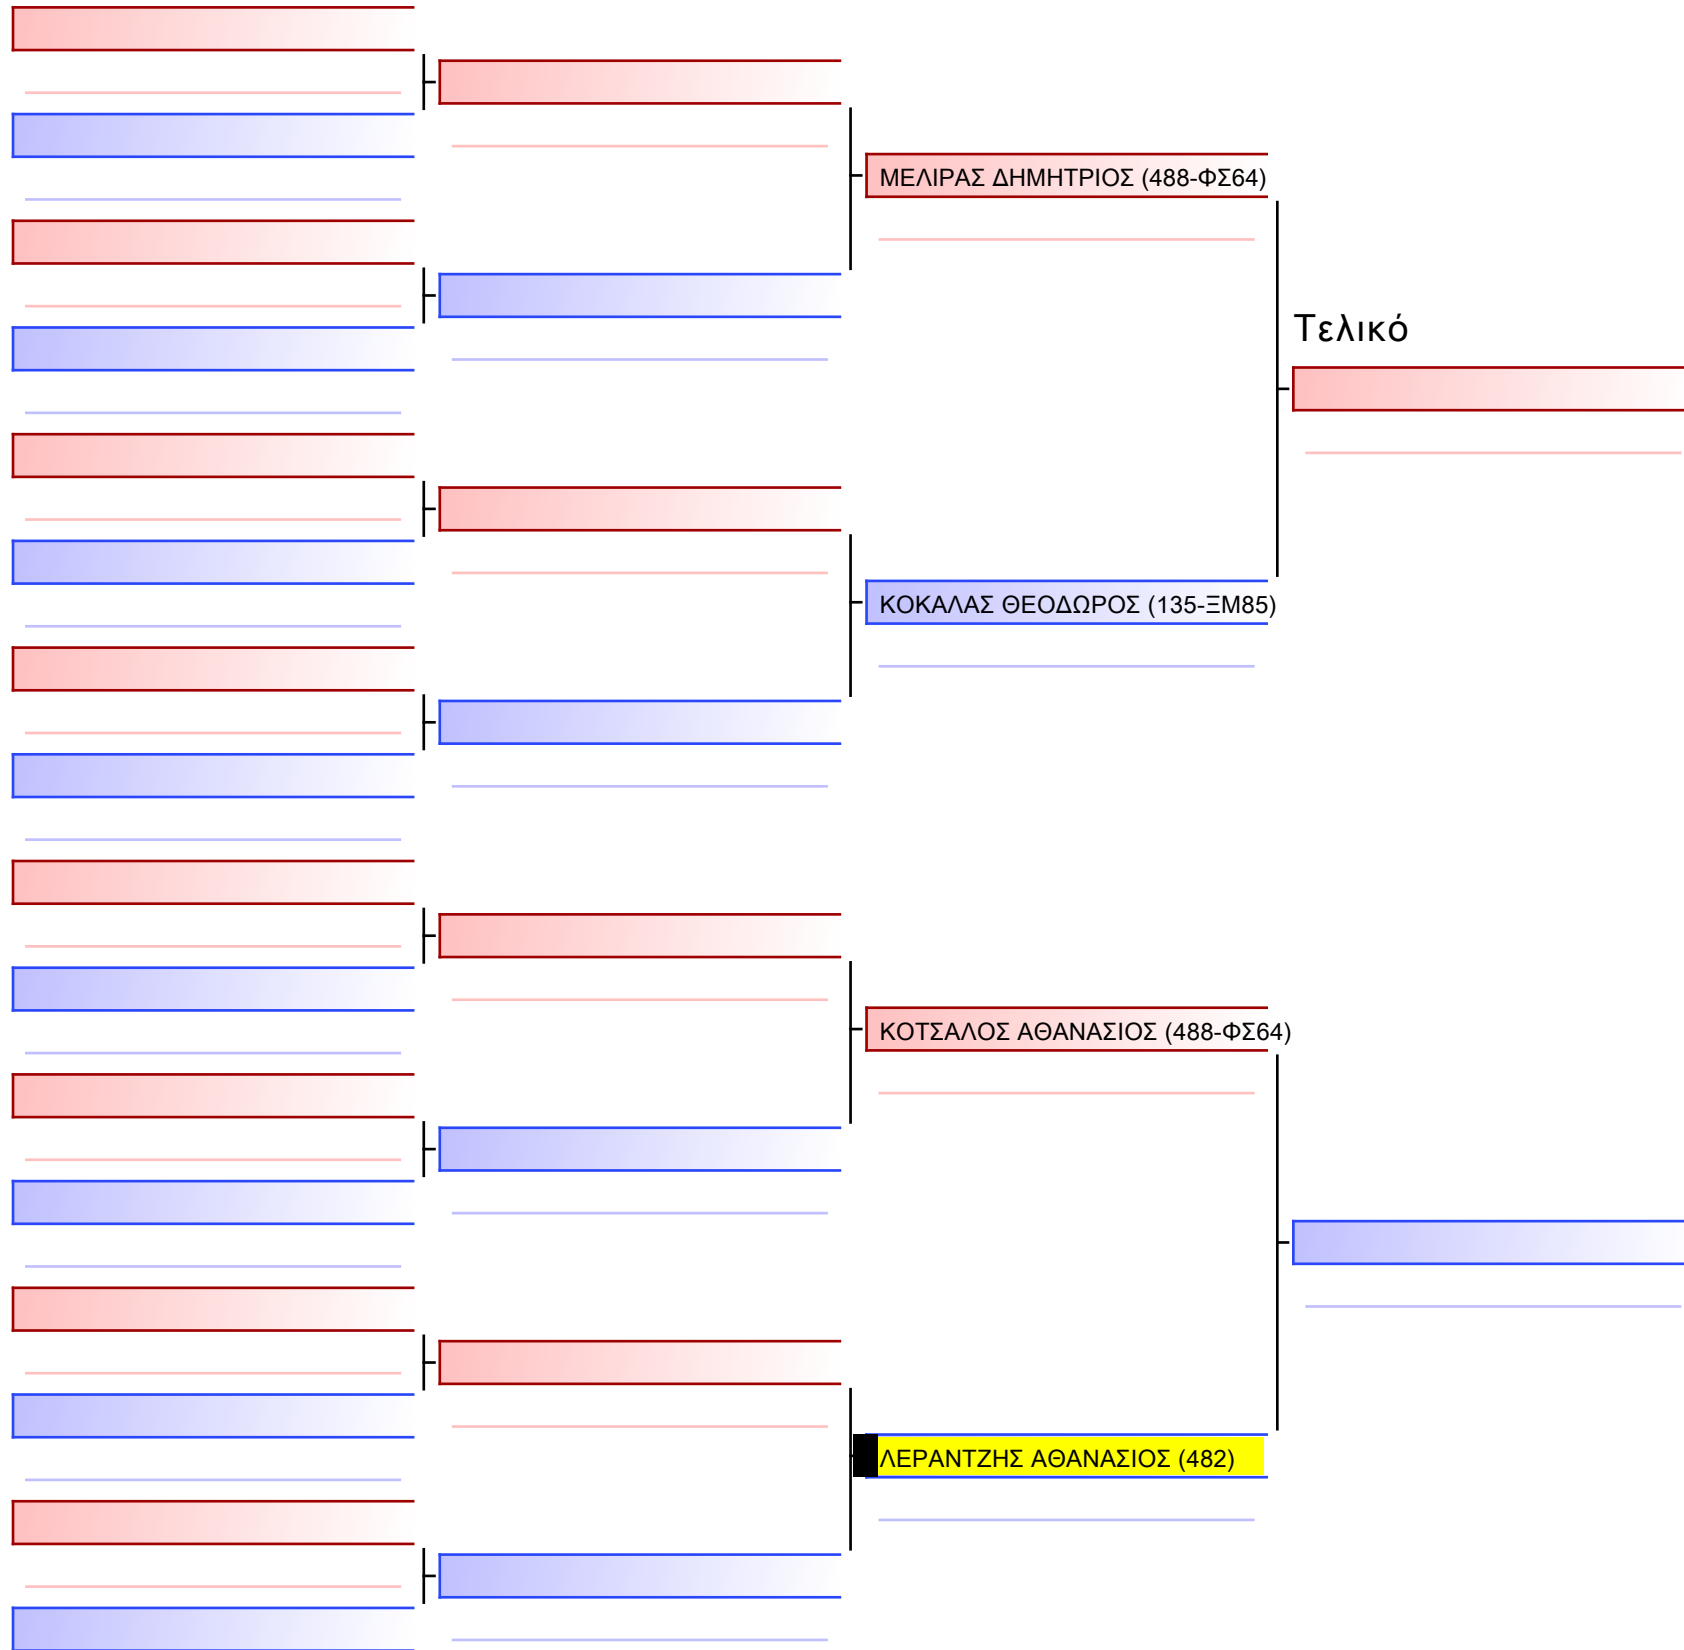 ΜΕΛΙΡΑΣ ΔΗΜΗΤΡΙΟΣ (488-ΦΣ64)
Τελικό
ΚΟΚΑΛΑΣ ΘΕΟΔΩΡΟΣ (135-ΞΜ85)
ΚΟΤΣΑΛΟΣ ΑΘΑΝΑΣΙΟΣ (488-ΦΣ64)
ΛΕΡΑΝΤΖΗΣ ΑΘΑΝΑΣΙΟΣ (482)